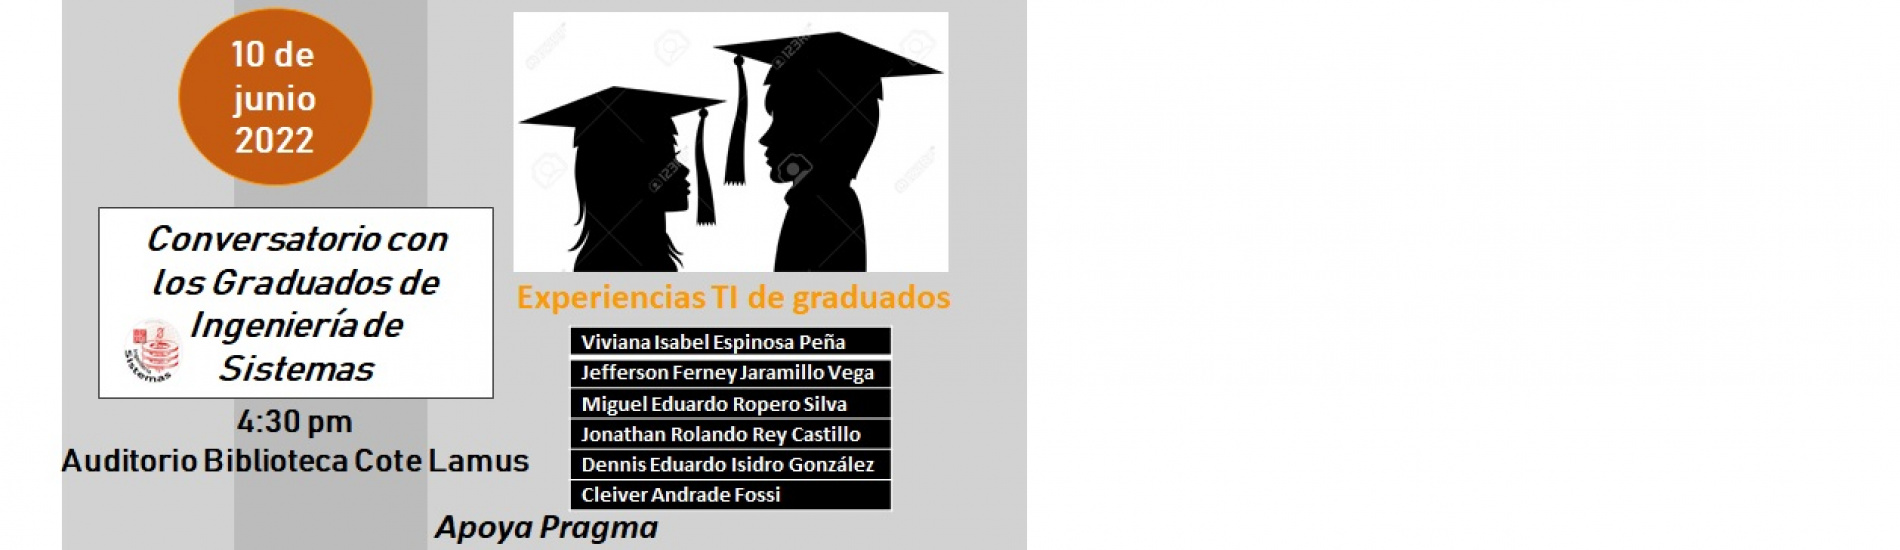 10 de
junio
2022
Conversatorio con
los Graduados de
Ingeniería de
Sistemas
Sistemas
4:30 pm
Auditorio Biblioteca Cote Lamus
123RF
Experiencias TI de graduados
Viviana Isabel Espinosa Peña
Jefferson Ferney Jaramillo Vega
Miguel Eduardo Ropero Silva
Jonathan Rolando Rey Castillo
Dennis Eduardo Isidro González
Cleiver Andrade Fossi
Apoya Pragma